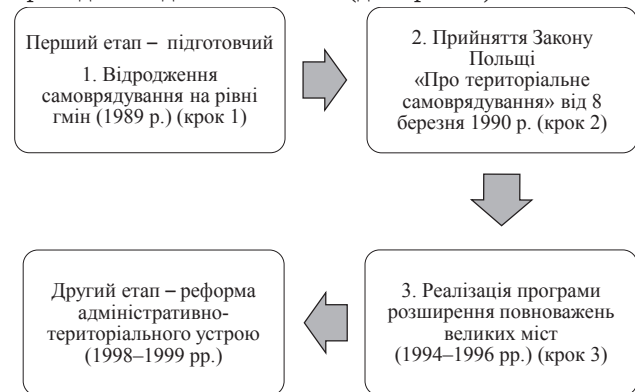 Перший етап – підготовчий
1. Відродження
самоврядування на рівні
гмін (1989 р.) (крок 1)
2. Прийняття Закону
Польщі
«Про територіальне
самоврядування» від 8
березня 1990 р. (крок 2)
3. Реалізація програми
розширення повноважень
великих міст
(1994–1996 рр.) (крок 3)
Другий етап – реформа
адміністративно-
територіального устрою
(1998–1999 рр.)